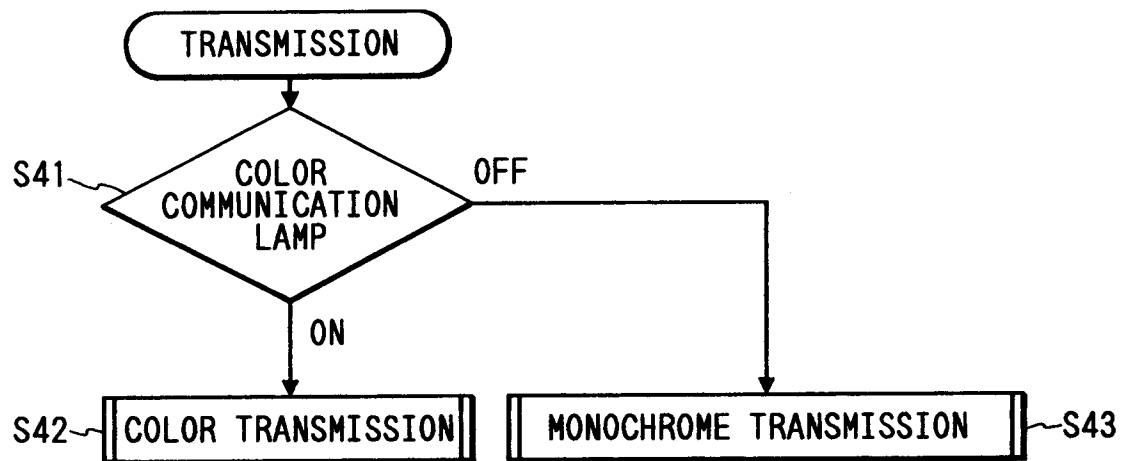 TRANSMISSION
S41
COLOR
COMMUNICATION
LAMP
OFF
ON
S42
COLOR TRANSMISSION
MONOCHROME TRANSMISSION
S43